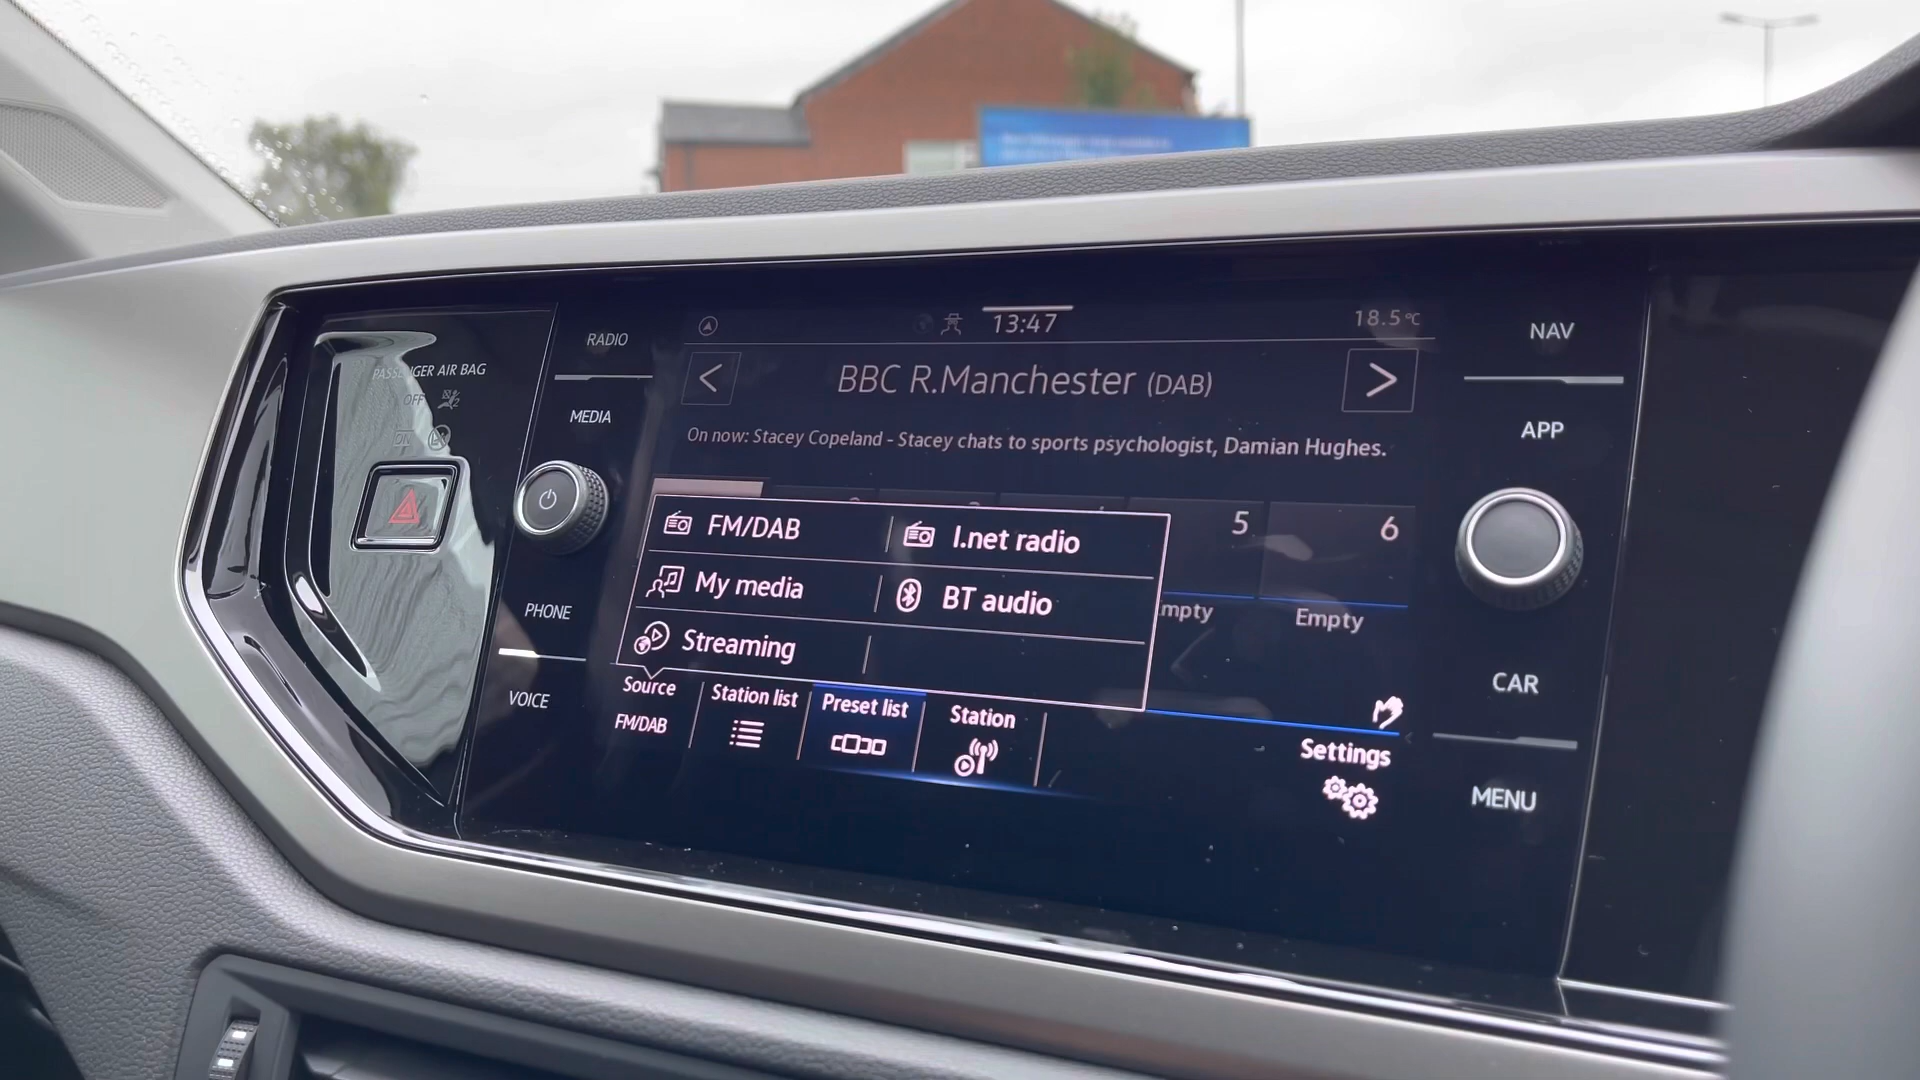 PASSENGER AIR BAG
OFF
ON
RADIO
MEDIA
PHONE
VOICE
13:47
18.5°C
BBC R.Manchester (DAB)
On now: Stacey Copeland - Stacey chats to sports psychologist, Damian Hughes.
5
6
Empty
FM/DAB
I.net radio
My media
BT audio
Streaming
Source
FM/DAB
Station list
Preset list
Station
Settings
NAV
APP
CAR
MENU